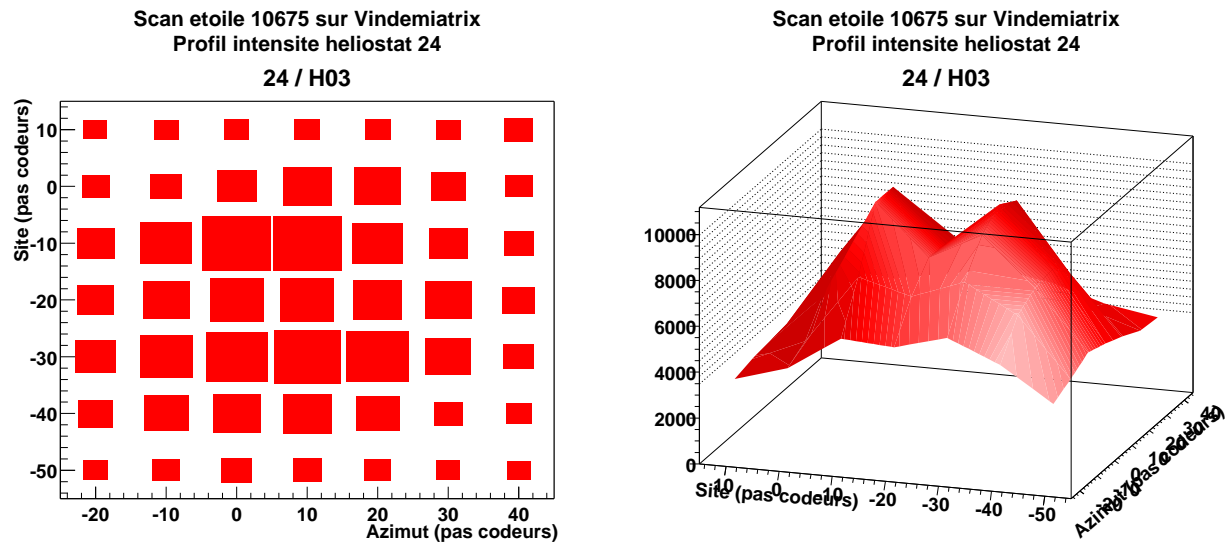 Scan etoile 10675 sur Vindemiatrix
Profil intensite heliostat 24
24 / H03
Site (pas codeurs)
10
0
-10
-20
-30
-40
-50
-20 -10 0 10 20 30 40
Azimut (pas codeurs)
Scan etoile 10675 sur Vindemiatrix
Profil intensite heliostat 24
24 / H03
10000
8000
6000
4000
2000
0
10 0 -10 -20 -30 -40 -50
Site (pas codeurs)
Azimut (pas codeurs)